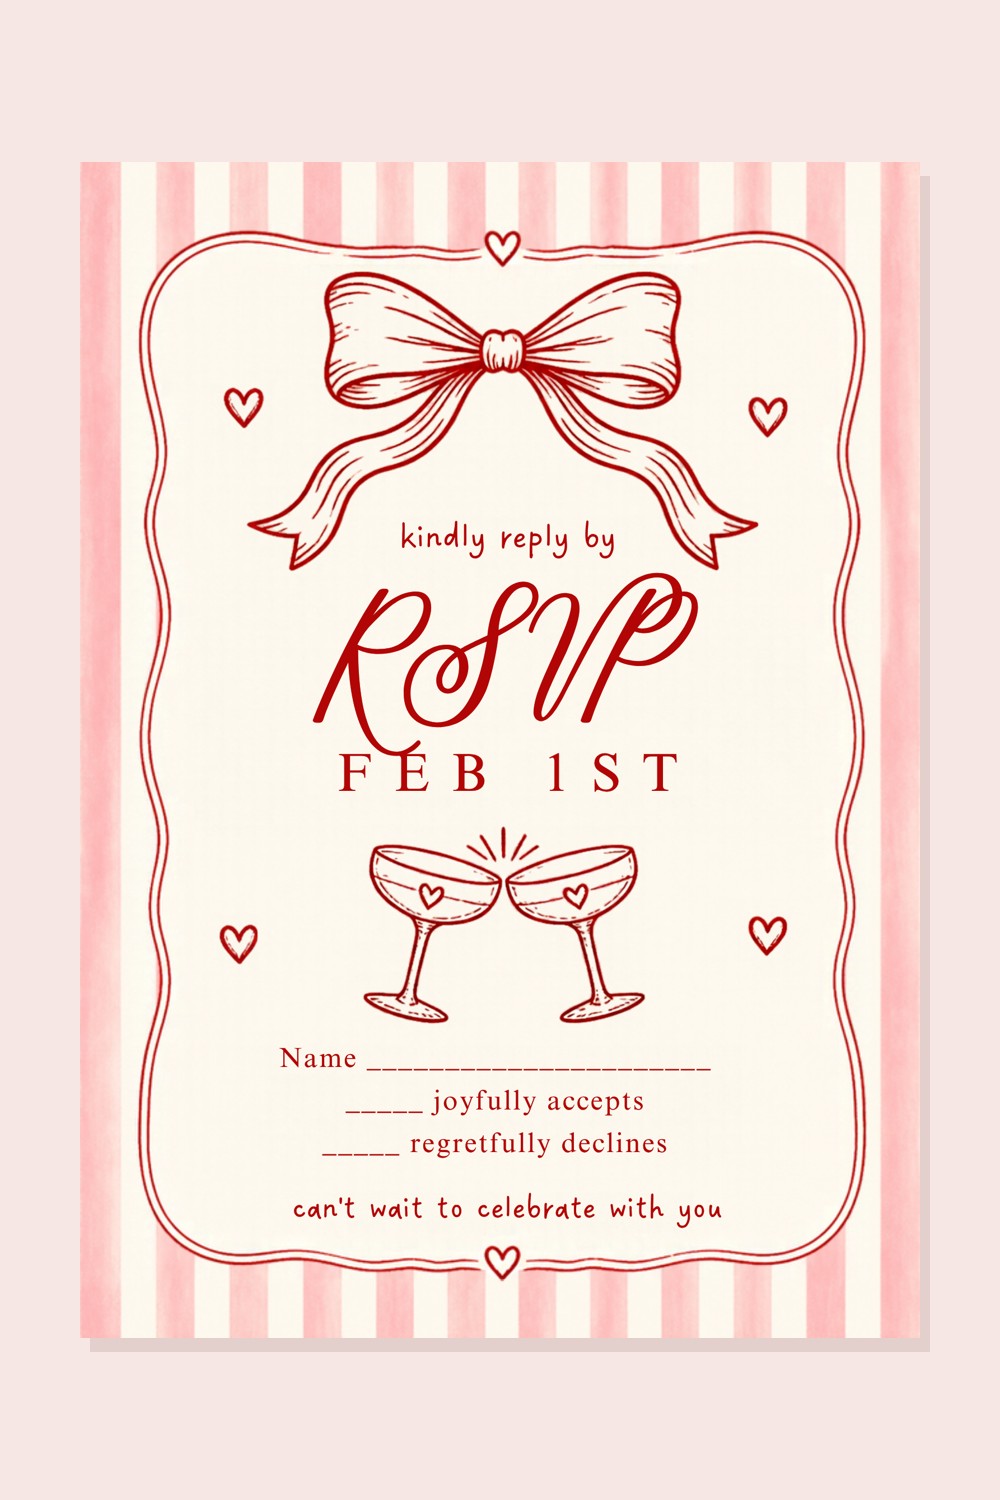 kindly reply by
RSVP
FEB 1ST
Name ______________________
_____ joyfully accepts
_____ regretfully declines
can't wait to celebrate with you